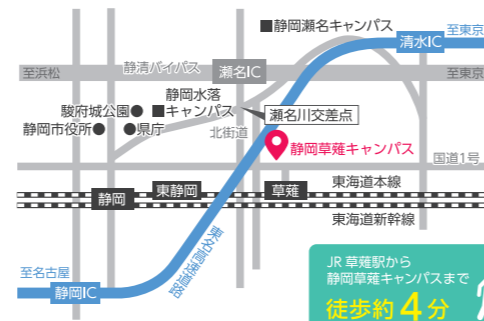 ■静岡瀬名キャンパス
至東京
清水IC
静清バイパス
瀬名IC
至浜松
至東京
静岡水落
駿府城公園● ■キャンパス
瀬名川交差点
静岡市役所● ●県庁
北街道
静岡草薙キャンパス
国道1号
東海道本線
静岡
東静岡
草薙
東海道新幹線
東名高速道路
至名古屋
静岡IC
JR 草薙駅から
静岡草薙キャンパスまで
徒歩約4分